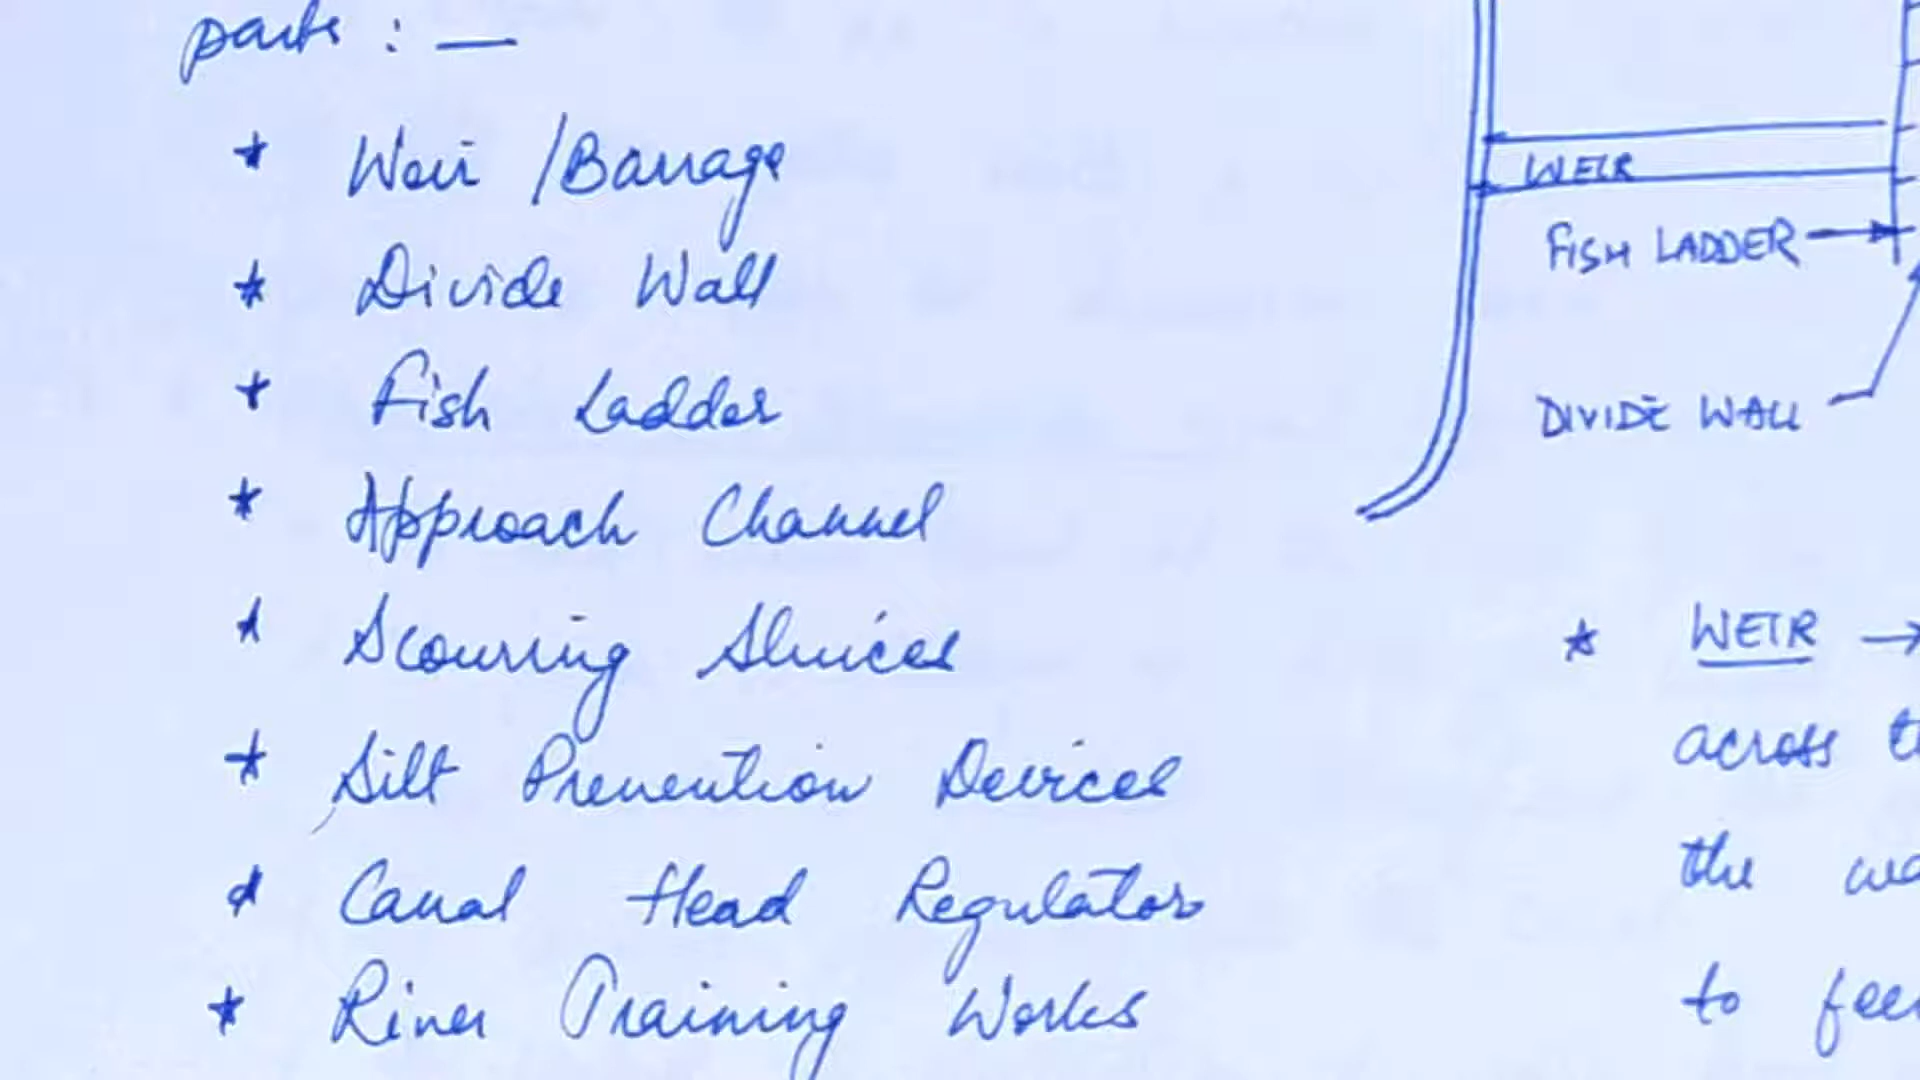 parts : —
* Weir / Barrage
* Divide Wall
* Fish Ladder
* Approach Channel
* Scouring Sluices
* Silt Prevention Devices
* Canal Head Regulator
* River Training Works
WEIR
FISH LADDER
DIVIDE WALL
* WEIR →
across
the
to